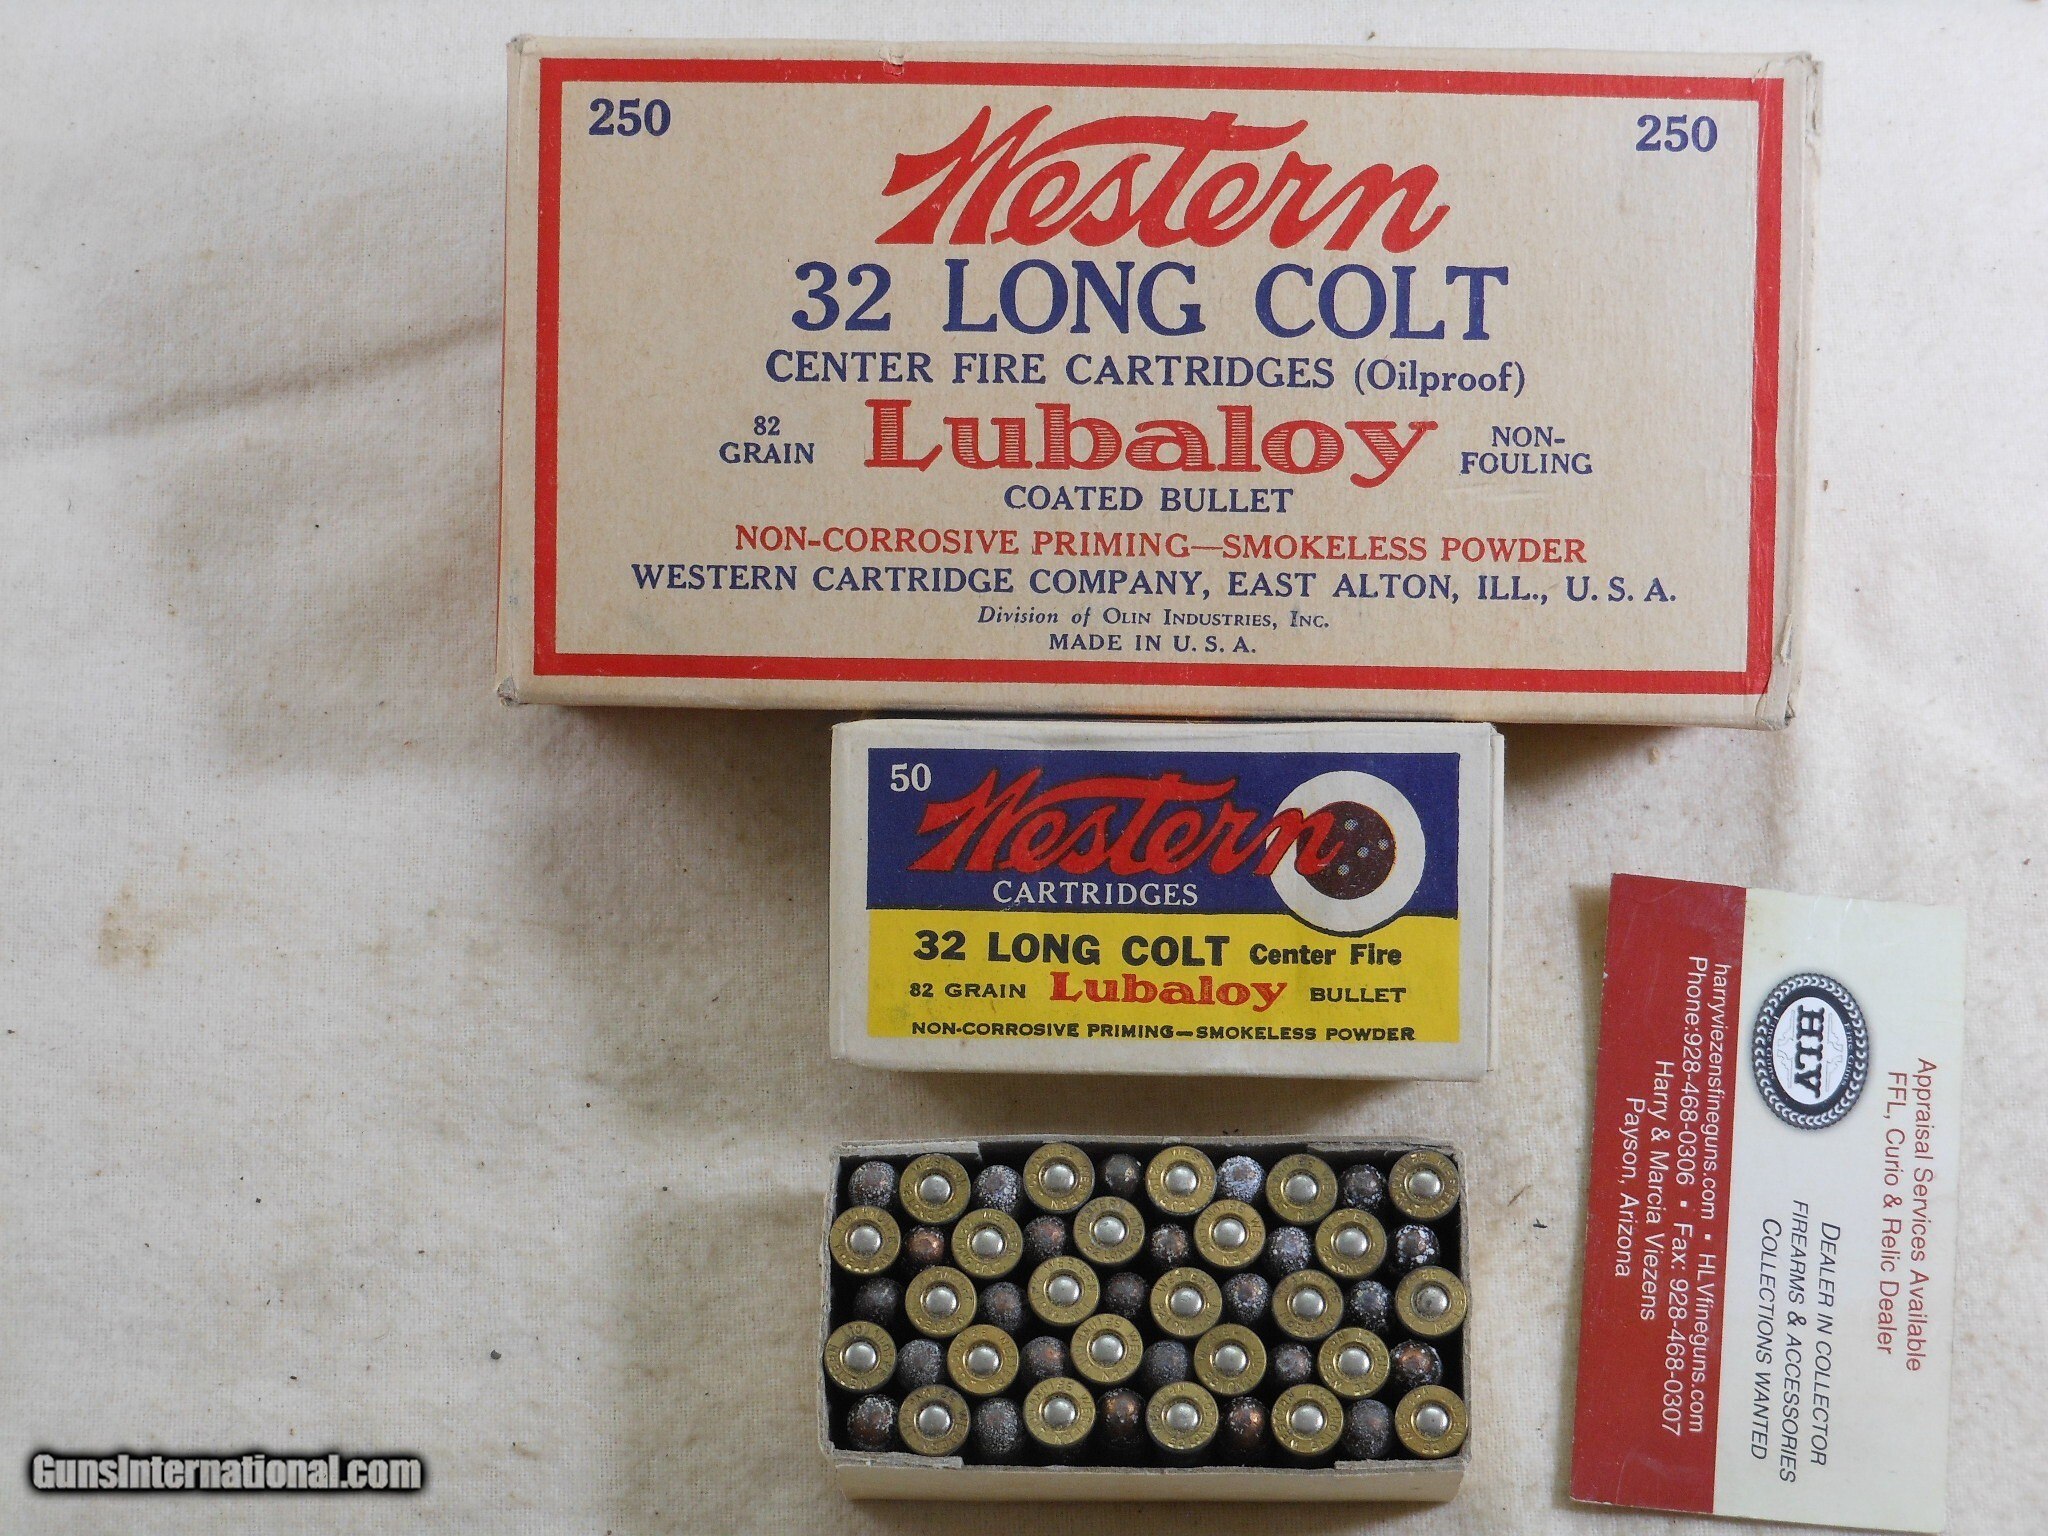 250
250
Western
32 LONG COLT
CENTER FIRE CARTRIDGES (Oilproof)
82
GRAIN
Lubaloy
NON-
FOULING
COATED BULLET
NON-CORROSIVE PRIMING—SMOKELESS POWDER
WESTERN CARTRIDGE COMPANY, EAST ALTON, ILL., U. S. A.
Division of OLIN INDUSTRIES, INC.
MADE IN U. S. A.
50
Western
CARTRIDGES
32 LONG COLT Center Fire
82 GRAIN Lubaloy BULLET
NON-CORROSIVE PRIMING—SMOKELESS POWDER
Appraisal Services Available
FFL, Curio & Relic Dealer
HLV
DEALER IN COLLECTOR
FIREARMS & ACCESSORIES
COLLECTIONS WANTED
harryviezensfineguns.com • HLVfineguns.com
Phone:928-468-0306 • Fax: 928-468-0307
Harry & Marcia Viezens
Payson, Arizona
GunsInternational.com